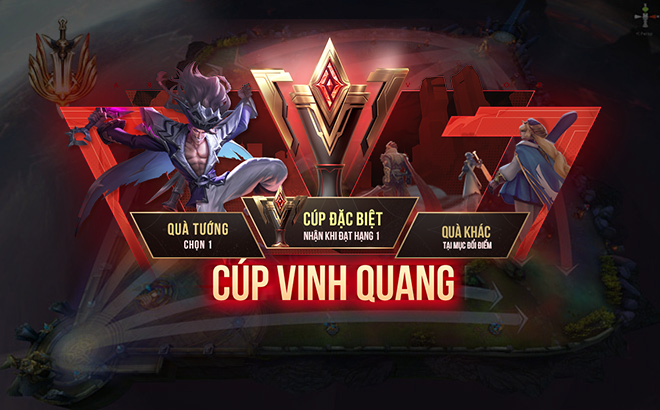 QUÀ TƯỚNG
CHỌN 1
CÚP ĐẶC BIỆT
NHẬN KHI ĐẠT HẠNG 1
QUÀ KHÁC
TẠI MỤC ĐỔI ĐIỂM
CÚP VINH QUANG